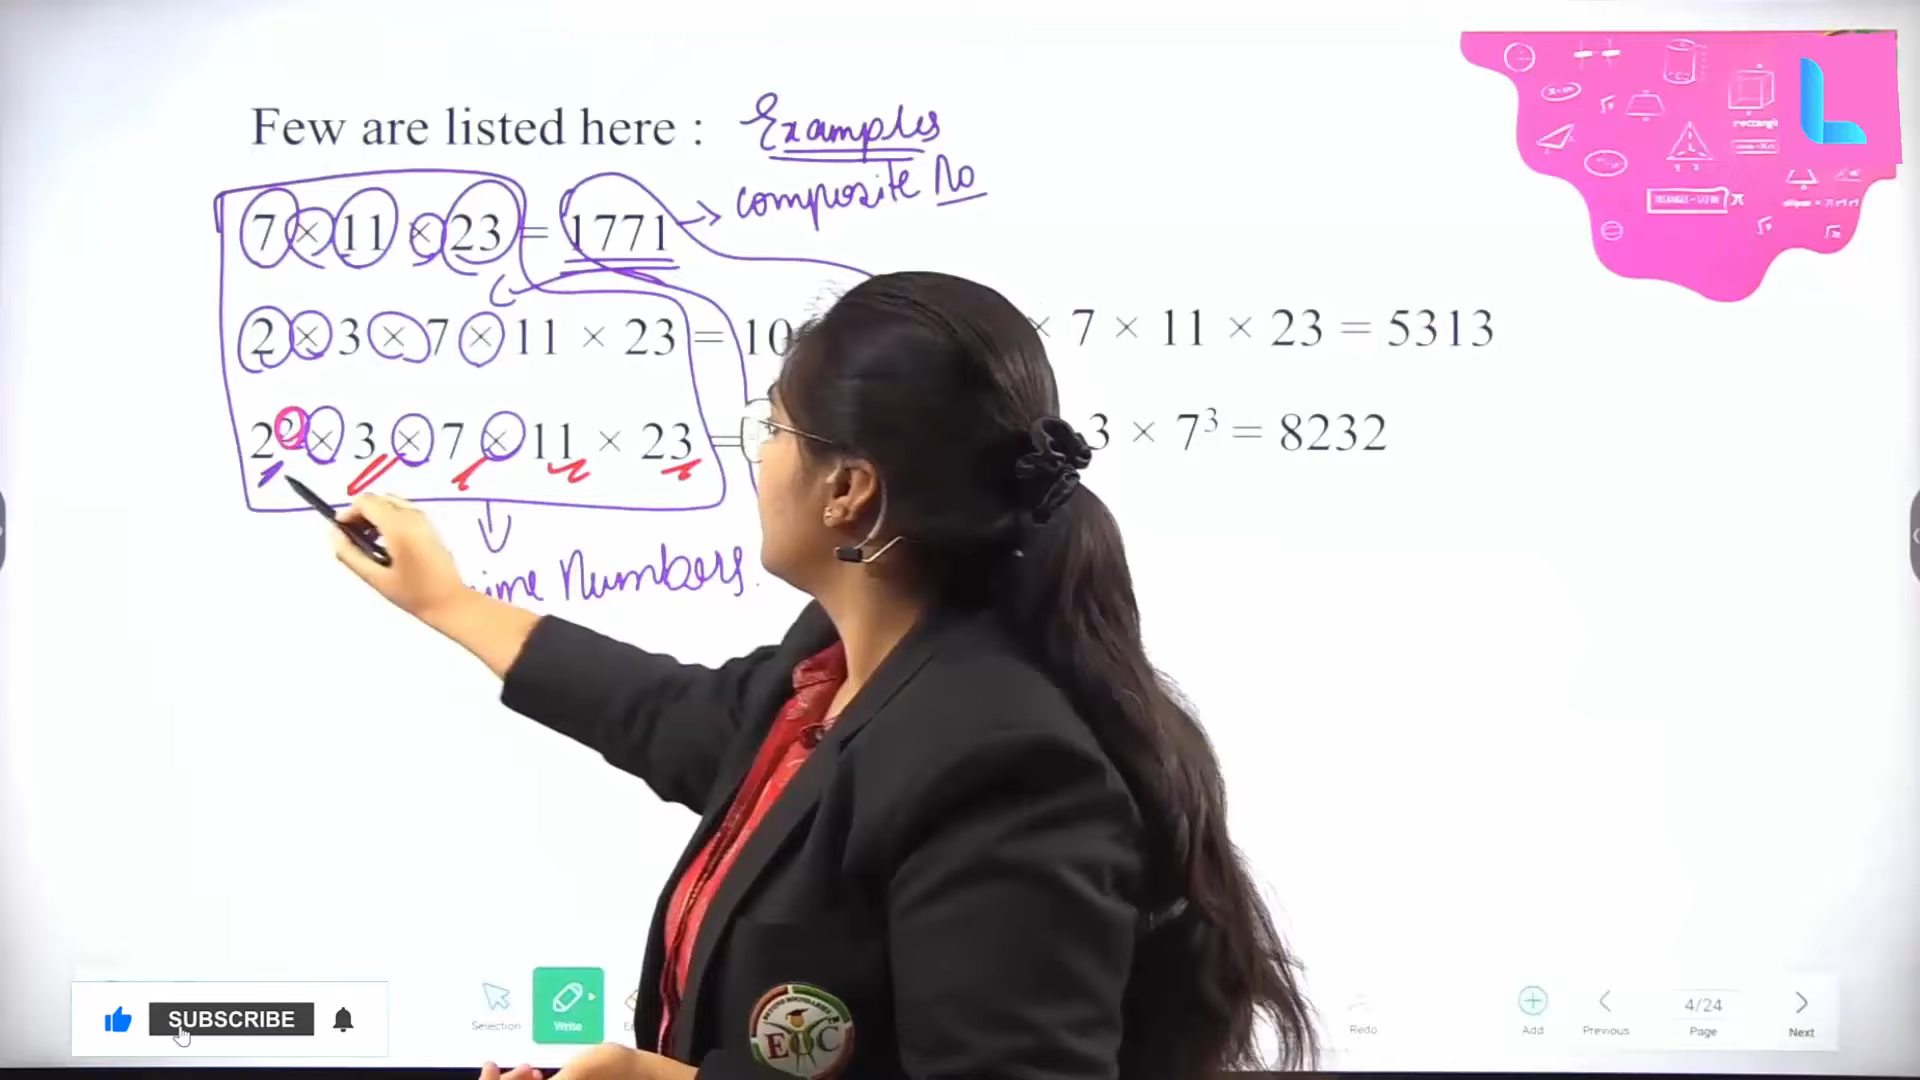 Few are listed here : Examples
composite No
7 × 11 × 23 = 1771
2 × 3 × 7 × 11 × 23 = 10
× 7 × 11 × 23 = 5313
2² × 3 × 7 × 11 × 23 =
3 × 7³ = 8232
Numbers.
SUBSCRIBE
Selection
Write
Redo
Add
Previous
4/24
Page
Next
EOC